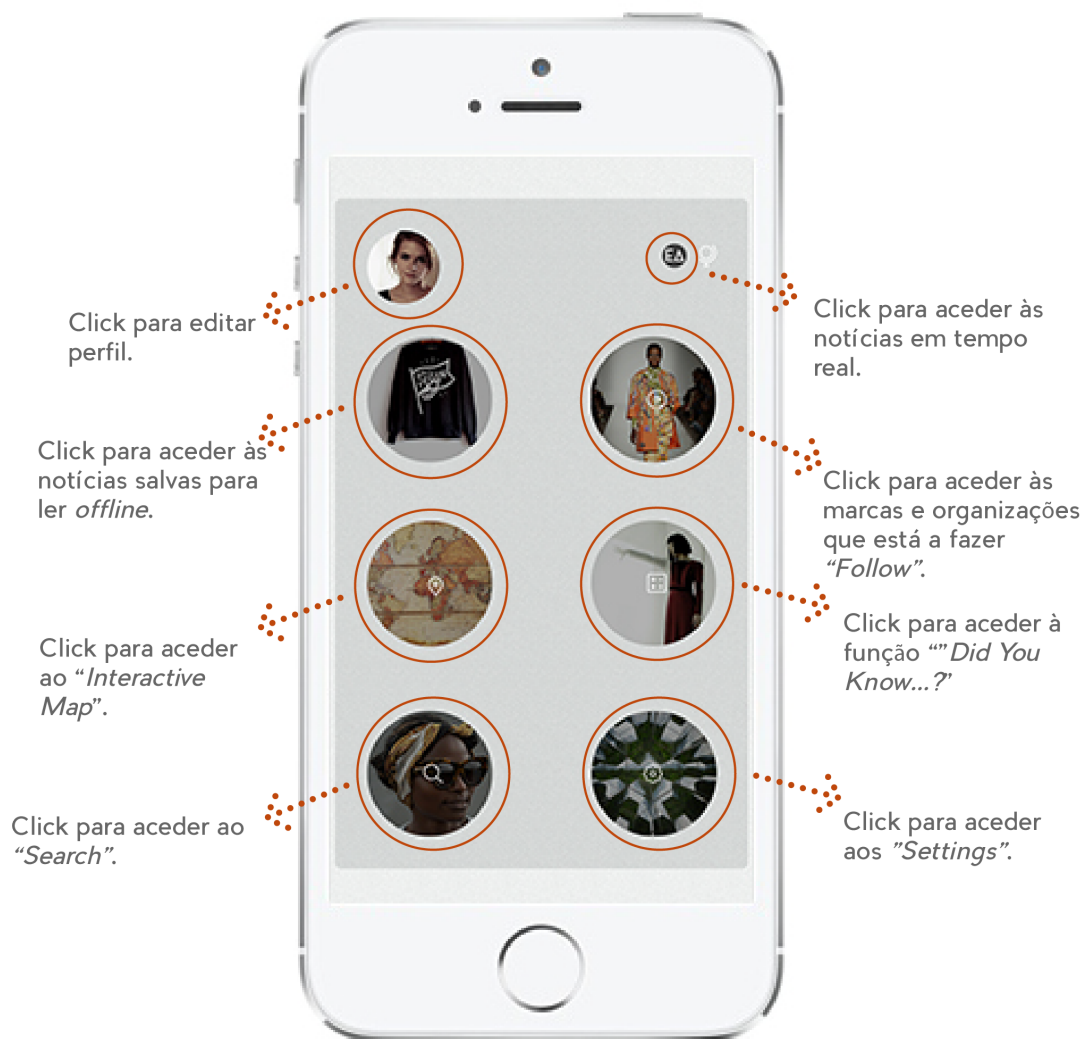 EA
Click para editar
perfil.
Click para aceder às
notícias em tempo
real.
Click para aceder às
notícias salvas para
ler offline.
Click para aceder às
marcas e organizações
que está a fazer
“Follow”.
Click para aceder
ao “Interactive
Map”.
Click para aceder à
função “”Did You
Know...?”
Click para aceder ao
“Search”.
Click para aceder
aos ”Settings”.